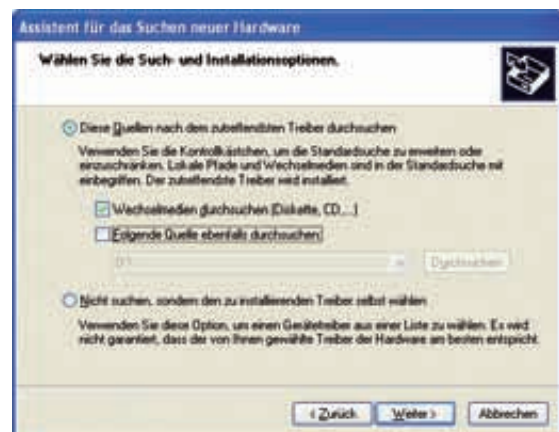 Assistent für das Suchen neuer Hardware
Wählen Sie die Such- und Installationsoptionen.
Diese Quellen nach dem zutreffendsten Treiber durchsuchen
Verwenden Sie die Kontrollkästchen, um die Standardsuche zu erweitern oder
einzuschränken. Lokale Pfade und Wechselmedien sind in der Standardsuche mit
einbegriffen. Der zutreffendste Treiber wird installiert.
Wechselmedien durchsuchen (Diskette, CD,...)
Folgende Quelle ebenfalls durchsuchen:
D:\ Durchsuchen
Nicht suchen, sondern den zu installierenden Treiber selbst wählen
Verwenden Sie diese Option, um einen Gerätetreiber aus einer Liste zu wählen. Es wird
nicht garantiert, dass der von Ihnen gewählte Treiber der Hardware am besten entspricht.
< Zurück Weiter > Abbrechen